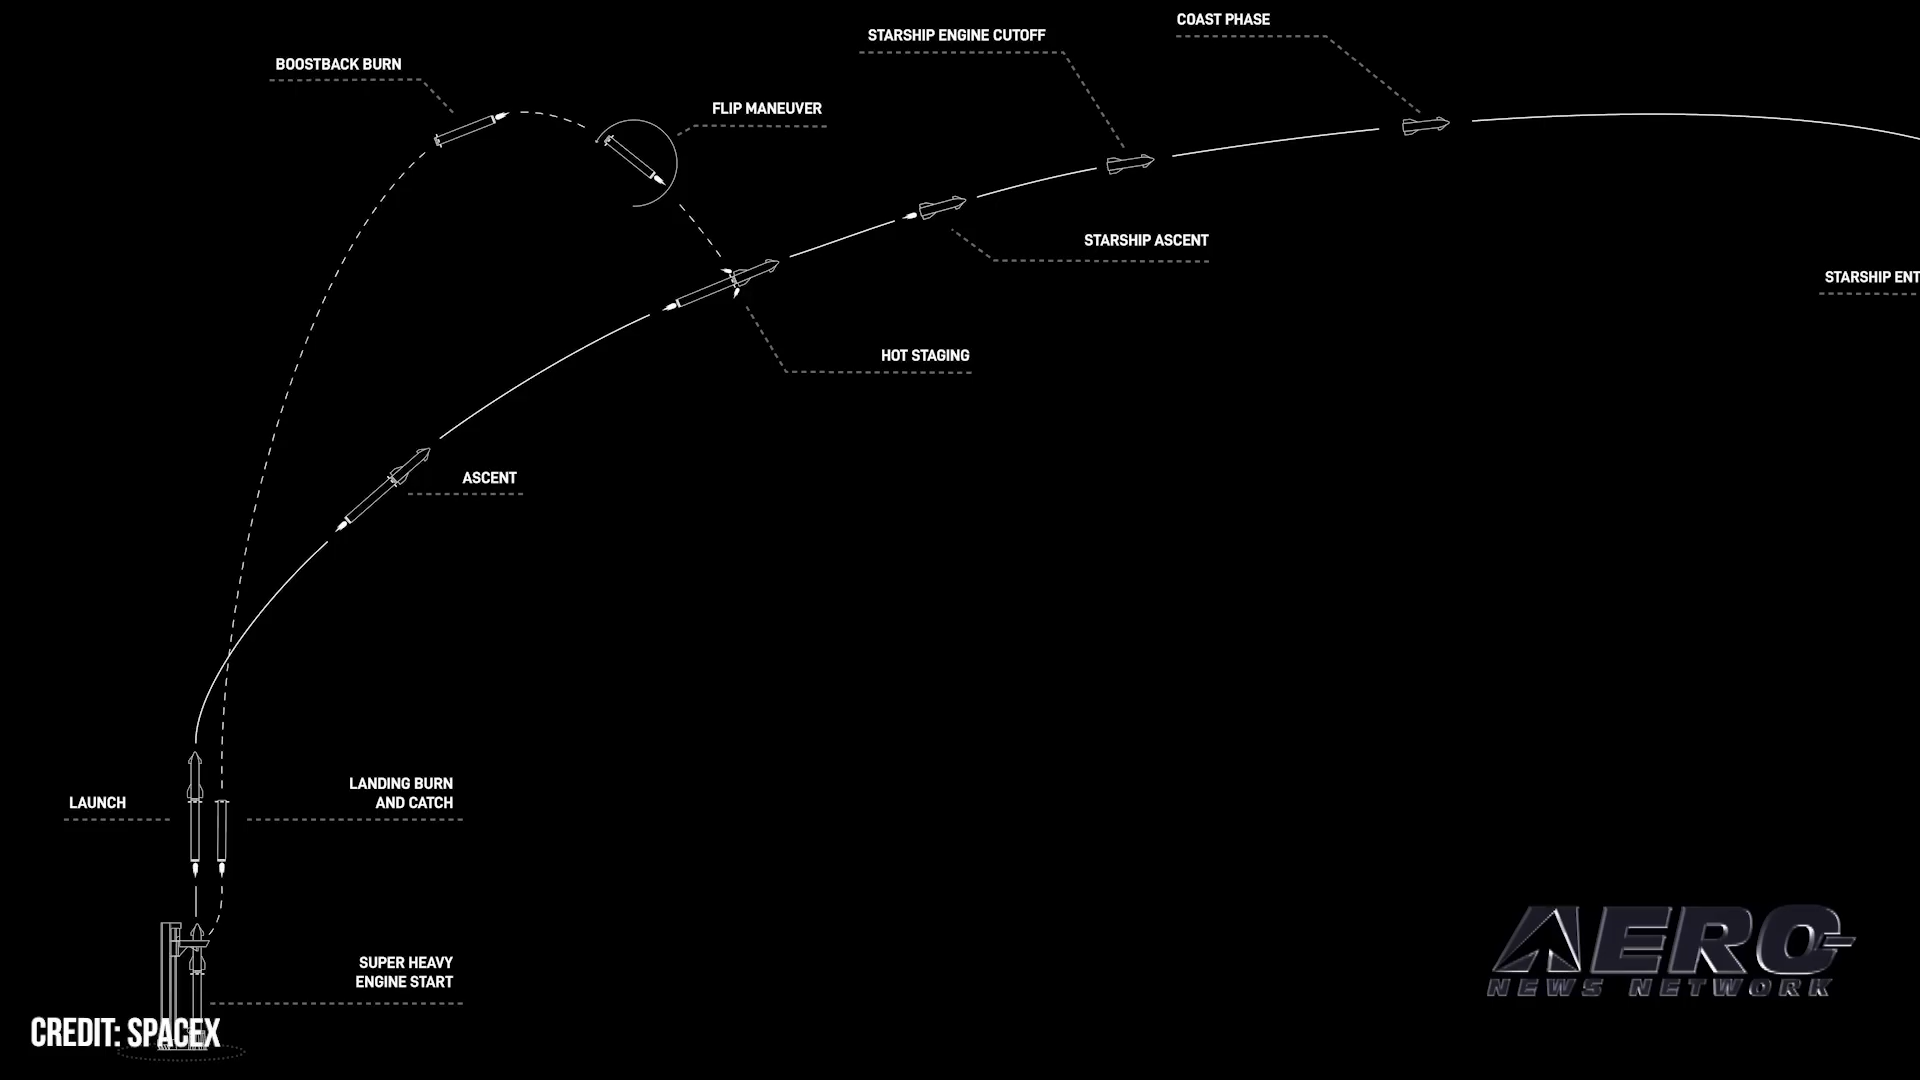 COAST PHASE
STARSHIP ENGINE CUTOFF
BOOSTBACK BURN
FLIP MANEUVER
STARSHIP ASCENT
STARSHIP ENT
HOT STAGING
ASCENT
LANDING BURN
AND CATCH
LAUNCH
SUPER HEAVY
ENGINE START
CREDIT: SPACEX
AERO
NEWS NETWORK